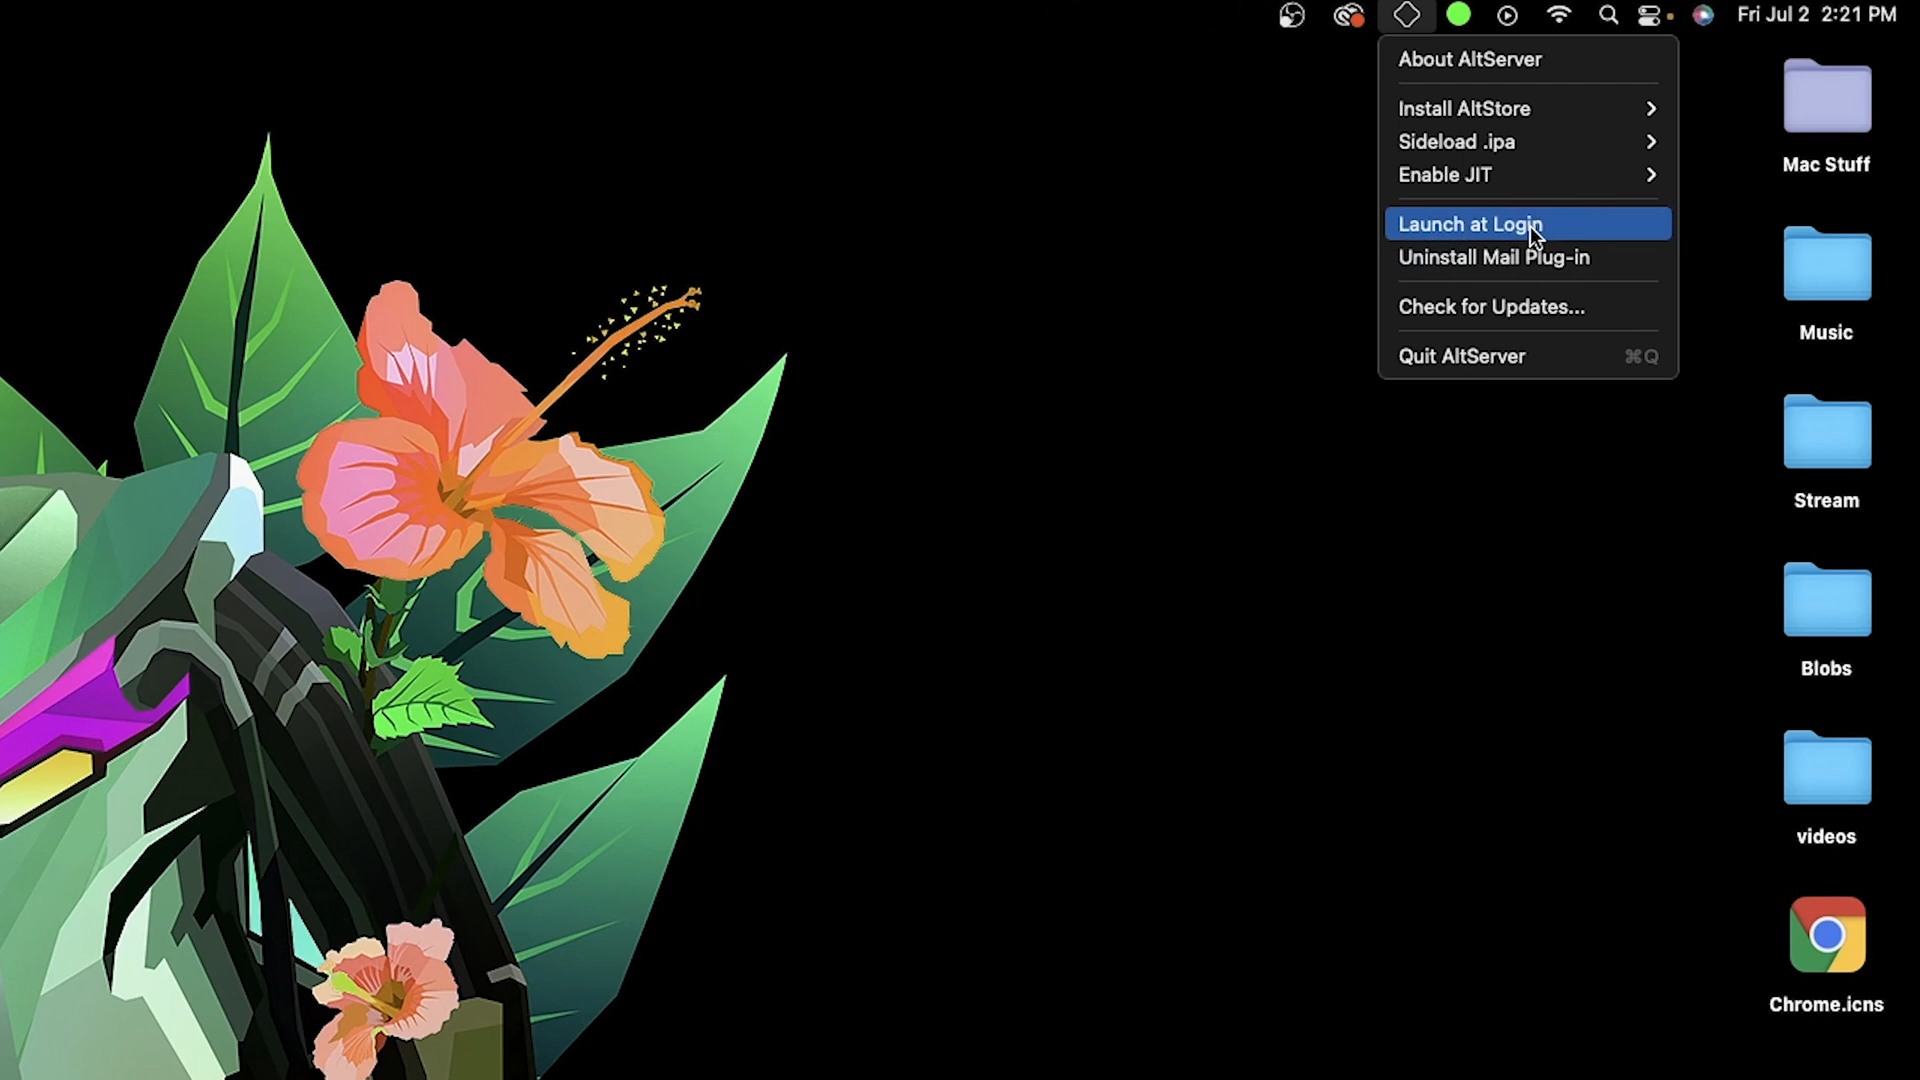 Fri Jul 2 2:21 PM
About AltServer
Install AltStore
Sideload .ipa
Enable JIT
Launch at Login
Uninstall Mail Plug-in
Check for Updates...
Quit AltServer ⌘Q
Mac Stuff
Music
Stream
Blobs
videos
Chrome.icns